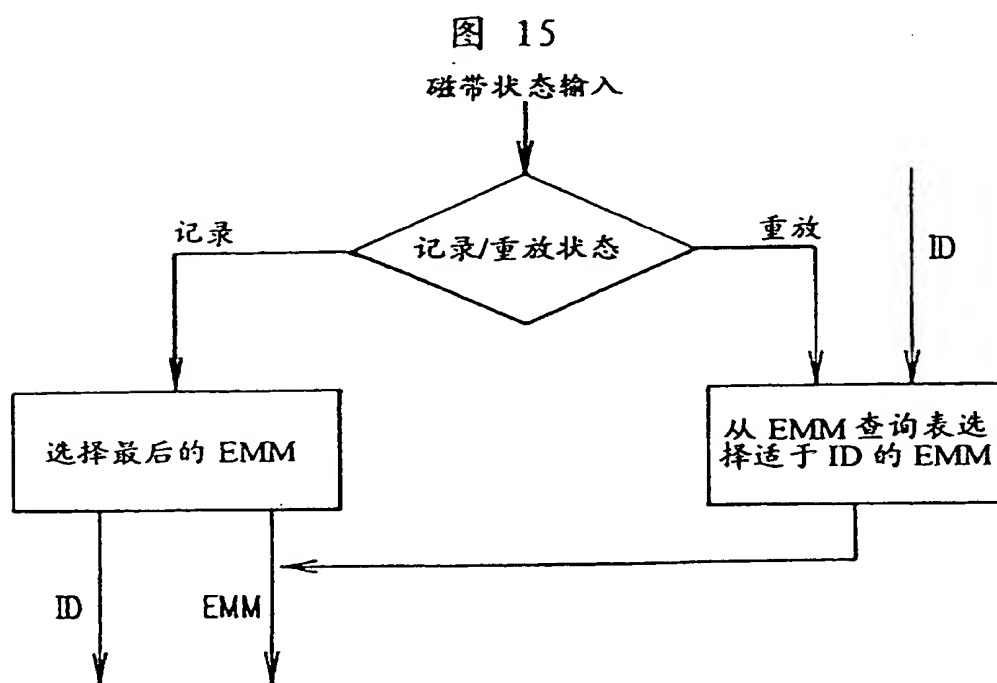 图 15
磁带状态输入
记录
记录/重放状态
重放
ID
选择最后的 EMM
从 EMM 查询表选
择适于 ID 的 EMM
ID
EMM